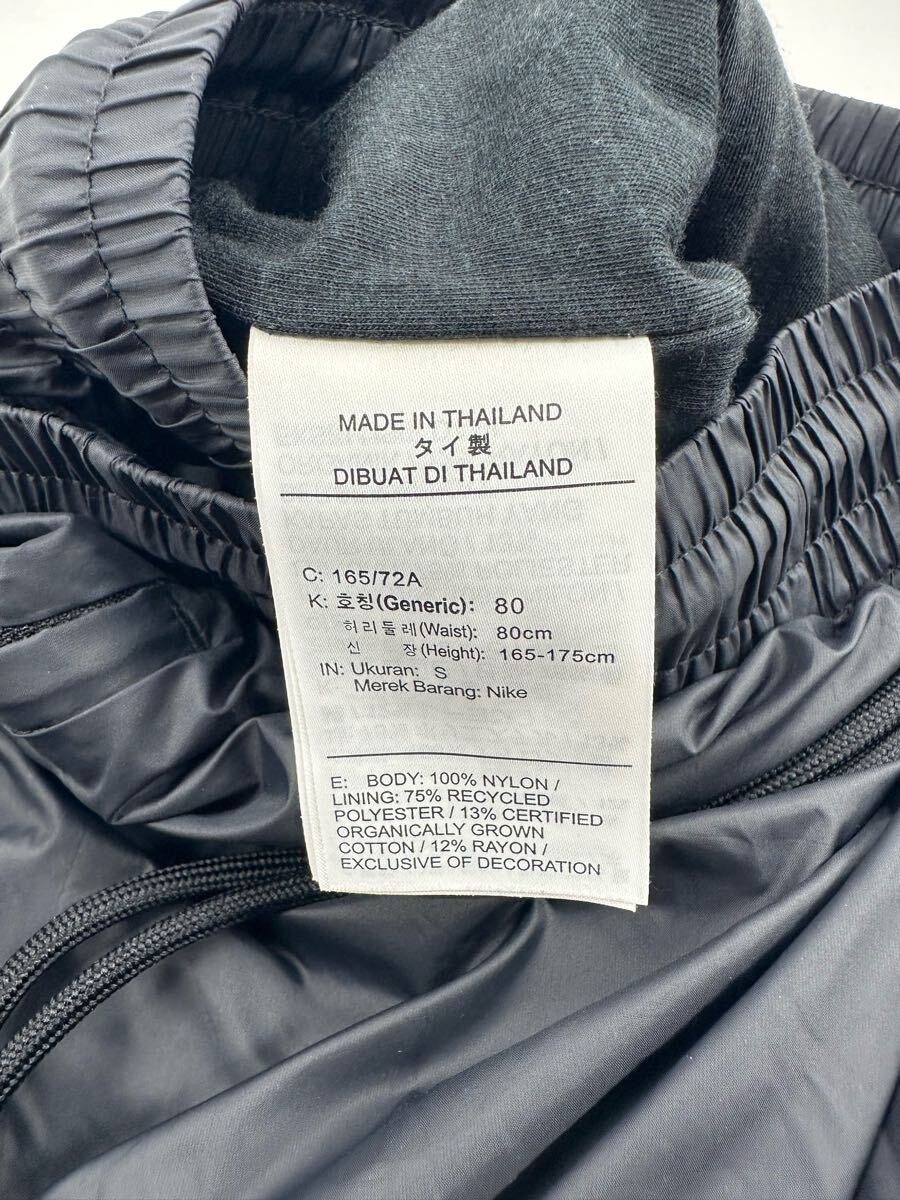 MADE IN THAILAND
タイ製
DIBUAT DI THAILAND
C: 165/72A
K: 호칭(Generic): 80
허리둘레(Waist): 80cm
신 장(Height): 165-175cm
IN: Ukuran: S
Merek Barang: Nike
E: BODY: 100% NYLON /
LINING: 75% RECYCLED
POLYESTER / 13% CERTIFIED
ORGANICALLY GROWN
COTTON / 12% RAYON /
EXCLUSIVE OF DECORATION